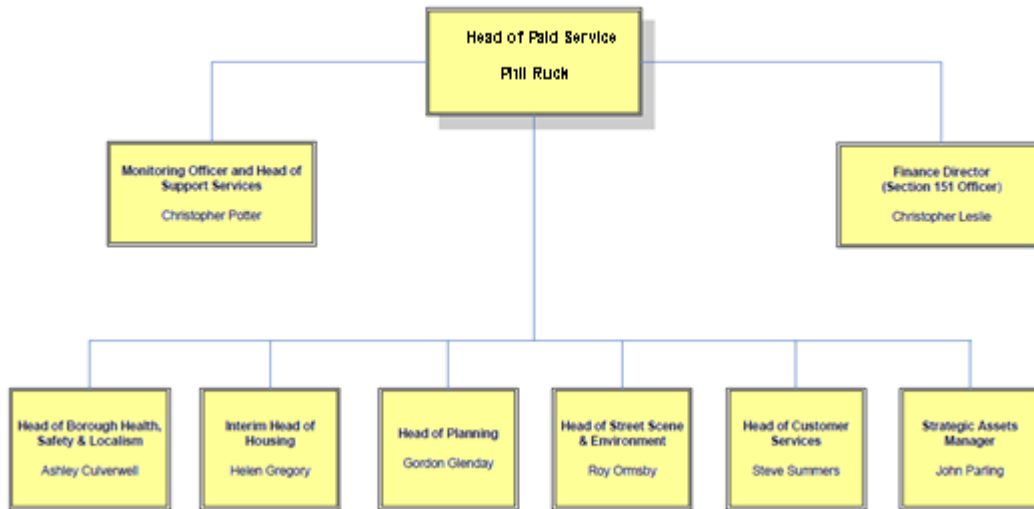 Head of Paid Service
Phil Ruck
Monitoring Officer and Head of
Support Services
Christopher Potter
Finance Director
(Section 151 Officer)
Christopher Leslie
Head of Borough Health,
Safety & Localism
Ashley Culverwell
Interim Head of
Housing
Helen Gregory
Head of Planning
Gordon Glenday
Head of Street Scene
& Environment
Roy Ormsby
Head of Customer
Services
Steve Summers
Strategic Assets
Manager
John Parling